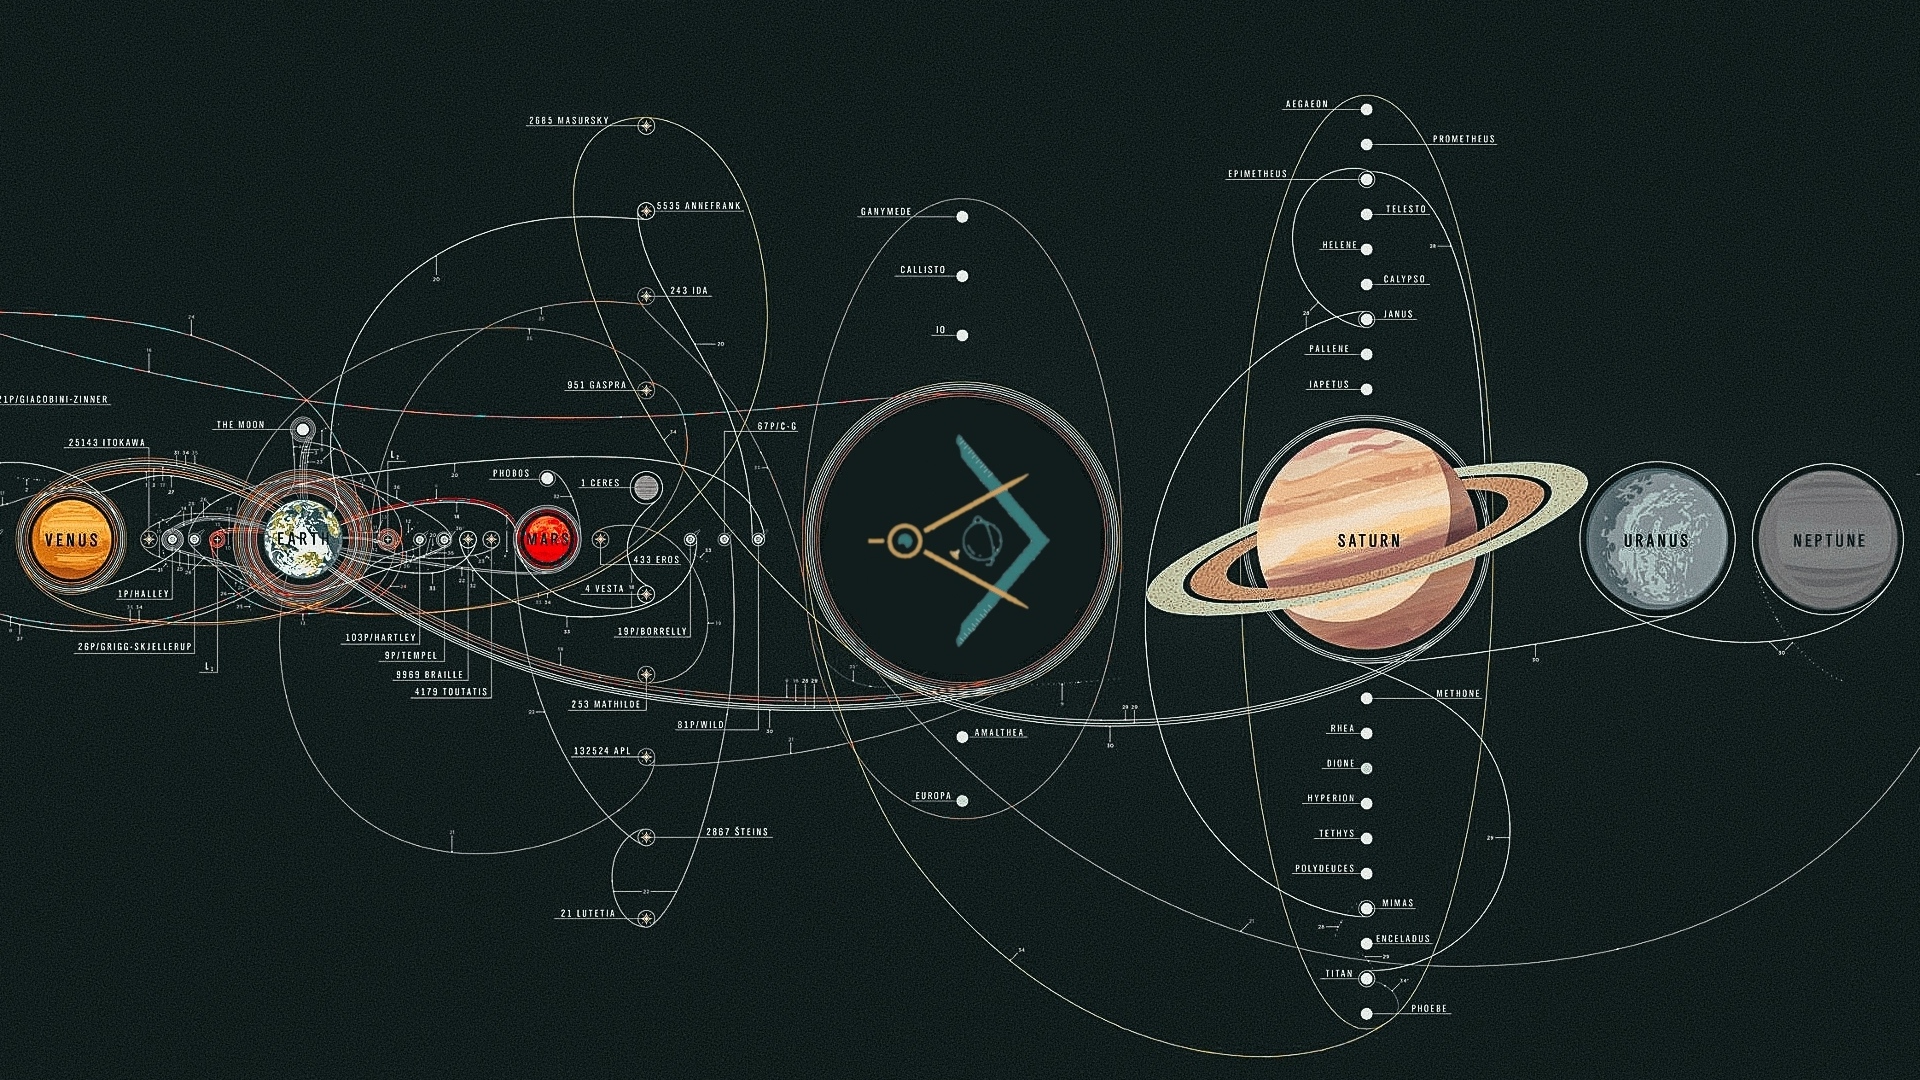 2685 MASURSKY
5535 ANNEFRANK
243 IDA
951 GASPRA
21P/GIACOBINI-ZINNER
THE MOON
25143 ITOKAWA
L2
67P/C-G
PHOBOS
1 CERES
VENUS
EARTH
MARS
433 EROS
4 VESTA
1P/HALLEY
26P/GRIGG-SKJELLERUP
L1
103P/HARTLEY
9P/TEMPEL
9969 BRAILLE
4179 TOUTATIS
19P/BORRELLY
253 MATHILDE
81P/WILD
132524 APL
2867 ŠTEINS
21 LUTETIA
GANYMEDE
CALLISTO
IO
AMALTHEA
EUROPA
AEGAEON
PROMETHEUS
EPIMETHEUS
TELESTO
HELENE
CALYPSO
JANUS
PALLENE
IAPETUS
SATURN
METHONE
RHEA
DIONE
HYPERION
TETHYS
POLYDEUCES
MIMAS
ENCELADUS
TITAN
PHOEBE
URANUS
NEPTUNE